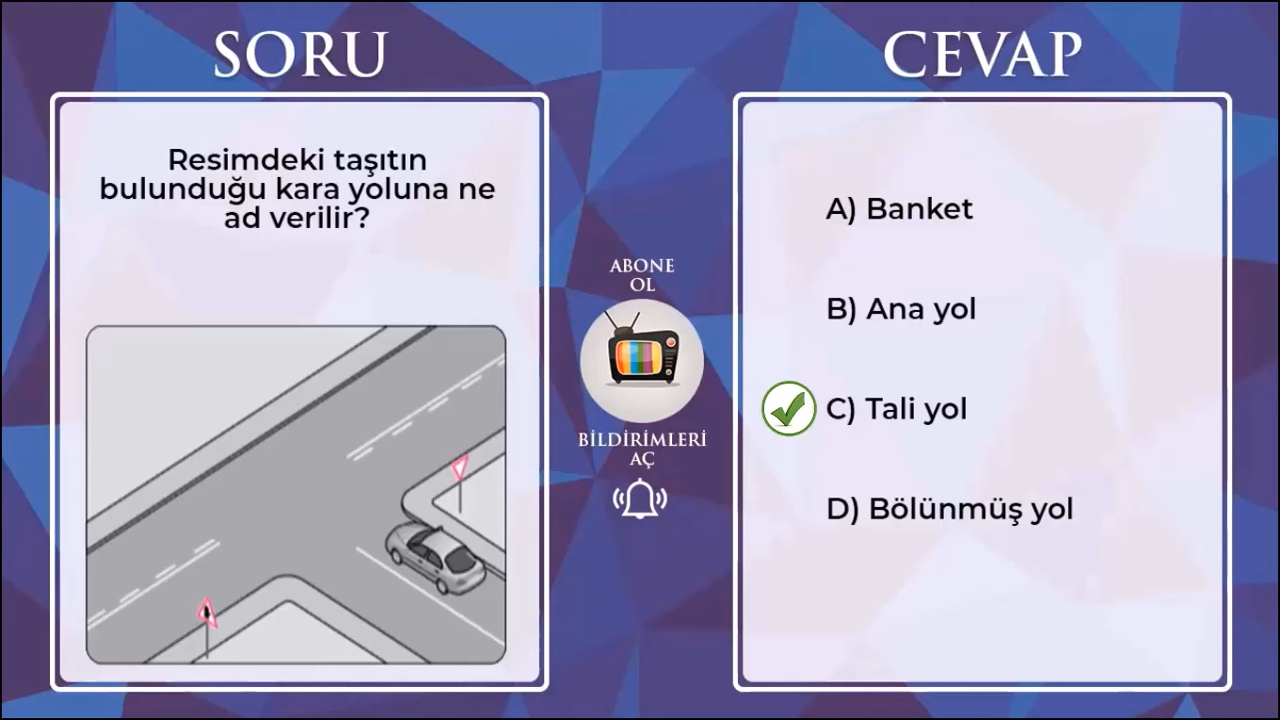 SORU
Resimdeki taşıtın
bulunduğu kara yoluna ne
ad verilir?
ABONE
OL
BİLDİRİMLERİ
AÇ
CEVAP
A) Banket
B) Ana yol
C) Tali yol
D) Bölünmüş yol